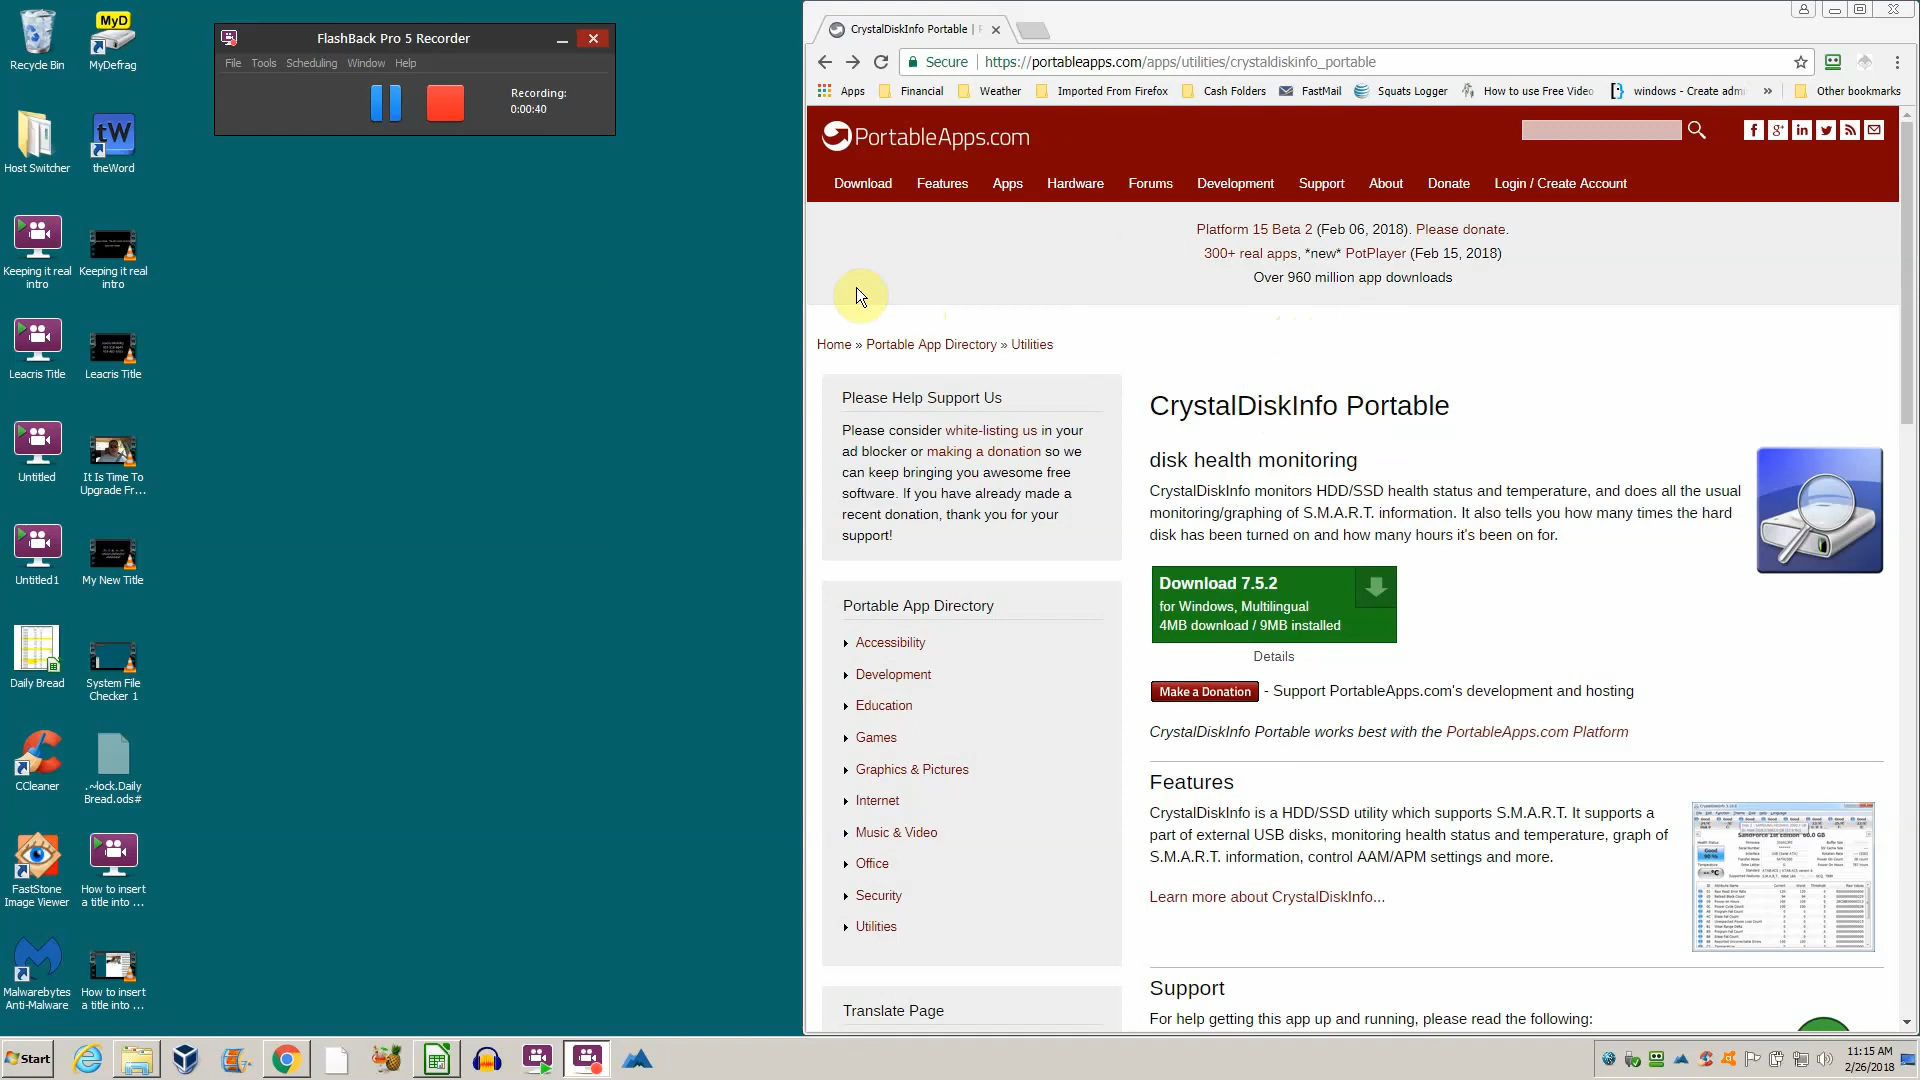 Recycle Bin
MyD
MyDefrag
Host Switcher
tW
theWord
Keeping it real intro
Keeping it real intro
Leacris Title
Leacris Title
Untitled
It Is Time To Upgrade Fr...
Untitled1
My New Title
Daily Bread
System File Checker 1
CCleaner
.~lock.Daily Bread.ods#
FastStone Image Viewer
How to insert a title into ...
Malwarebytes Anti-Malware
How to insert a title into ...
FlashBack Pro 5 Recorder
File Tools Scheduling Window Help
Recording:
0:00:40
CrystalDiskInfo Portable |
Secure https://portableapps.com/apps/utilities/crystaldiskinfo_portable
Apps Financial Weather Imported From Firefox Cash Folders FastMail Squats Logger How to use Free Video windows - Create adm » Other bookmarks
PortableApps.com
Download Features Apps Hardware Forums Development Support About Donate Login / Create Account
Platform 15 Beta 2 (Feb 06, 2018). Please donate.
300+ real apps, *new* PotPlayer (Feb 15, 2018)
Over 960 million app downloads
Home » Portable App Directory » Utilities
Please Help Support Us
Please consider white-listing us in your
ad blocker or making a donation so we
can keep bringing you awesome free
software. If you have already made a
recent donation, thank you for your
support!
Portable App Directory
Accessibility
Development
Education
Games
Graphics & Pictures
Internet
Music & Video
Office
Security
Utilities
Translate Page
CrystalDiskInfo Portable
disk health monitoring
CrystalDiskInfo monitors HDD/SSD health status and temperature, and does all the usual
monitoring/graphing of S.M.A.R.T. information. It also tells you how many times the hard
disk has been turned on and how many hours it's been on for.
Download 7.5.2
for Windows, Multilingual
4MB download / 9MB installed
Details
Make a Donation - Support PortableApps.com's development and hosting
CrystalDiskInfo Portable works best with the PortableApps.com Platform
Features
CrystalDiskInfo is a HDD/SSD utility which supports S.M.A.R.T. It supports a
part of external USB disks, monitoring health status and temperature, graph of
S.M.A.R.T. information, control AAM/APM settings and more.
Learn more about CrystalDiskInfo...
Support
For help getting this app up and running, please read the following:
Start
11:15 AM
2/26/2018